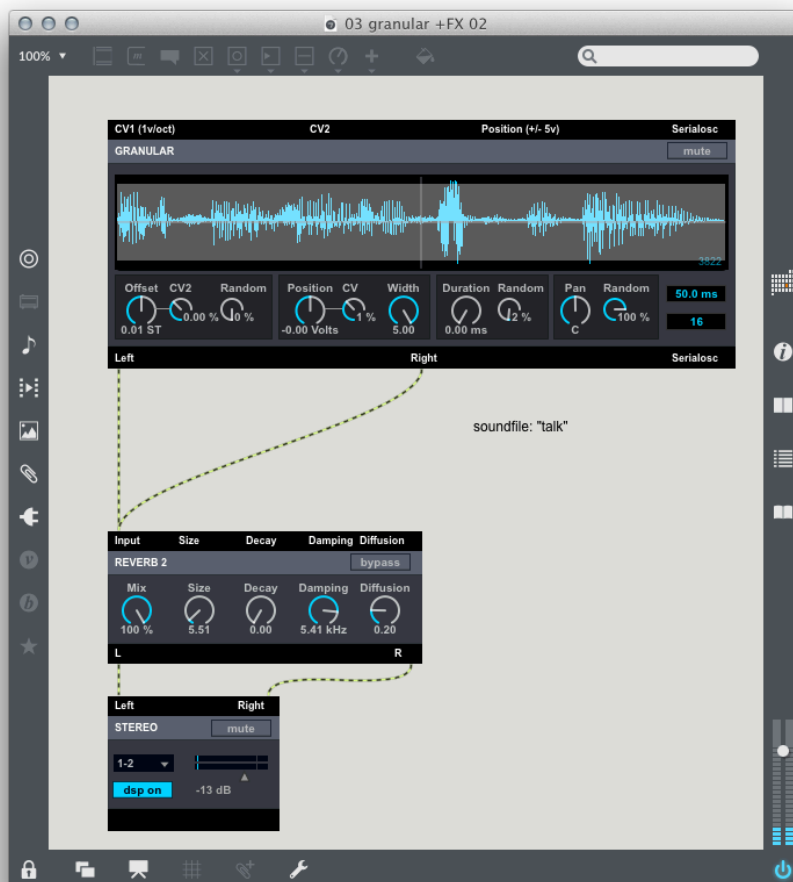 03 granular +FX 02
100%
CV1 (1v/oct) CV2 Position (+/- 5v) Serialosc
GRANULAR mute
3822
Offset CV2 Random Position CV Width Duration Random Pan Random
50.0 ms
0.00 % 0 % 1 % 2 % 100 %
16
0.01 ST -0.00 Volts 5.00 0.00 ms C
Left Right Serialosc
soundfile: "talk"
Input Size Decay Damping Diffusion
REVERB 2 bypass
Mix Size Decay Damping Diffusion
100 % 5.51 0.00 5.41 kHz 0.20
L R
Left Right
STEREO mute
1-2
dsp on -13 dB